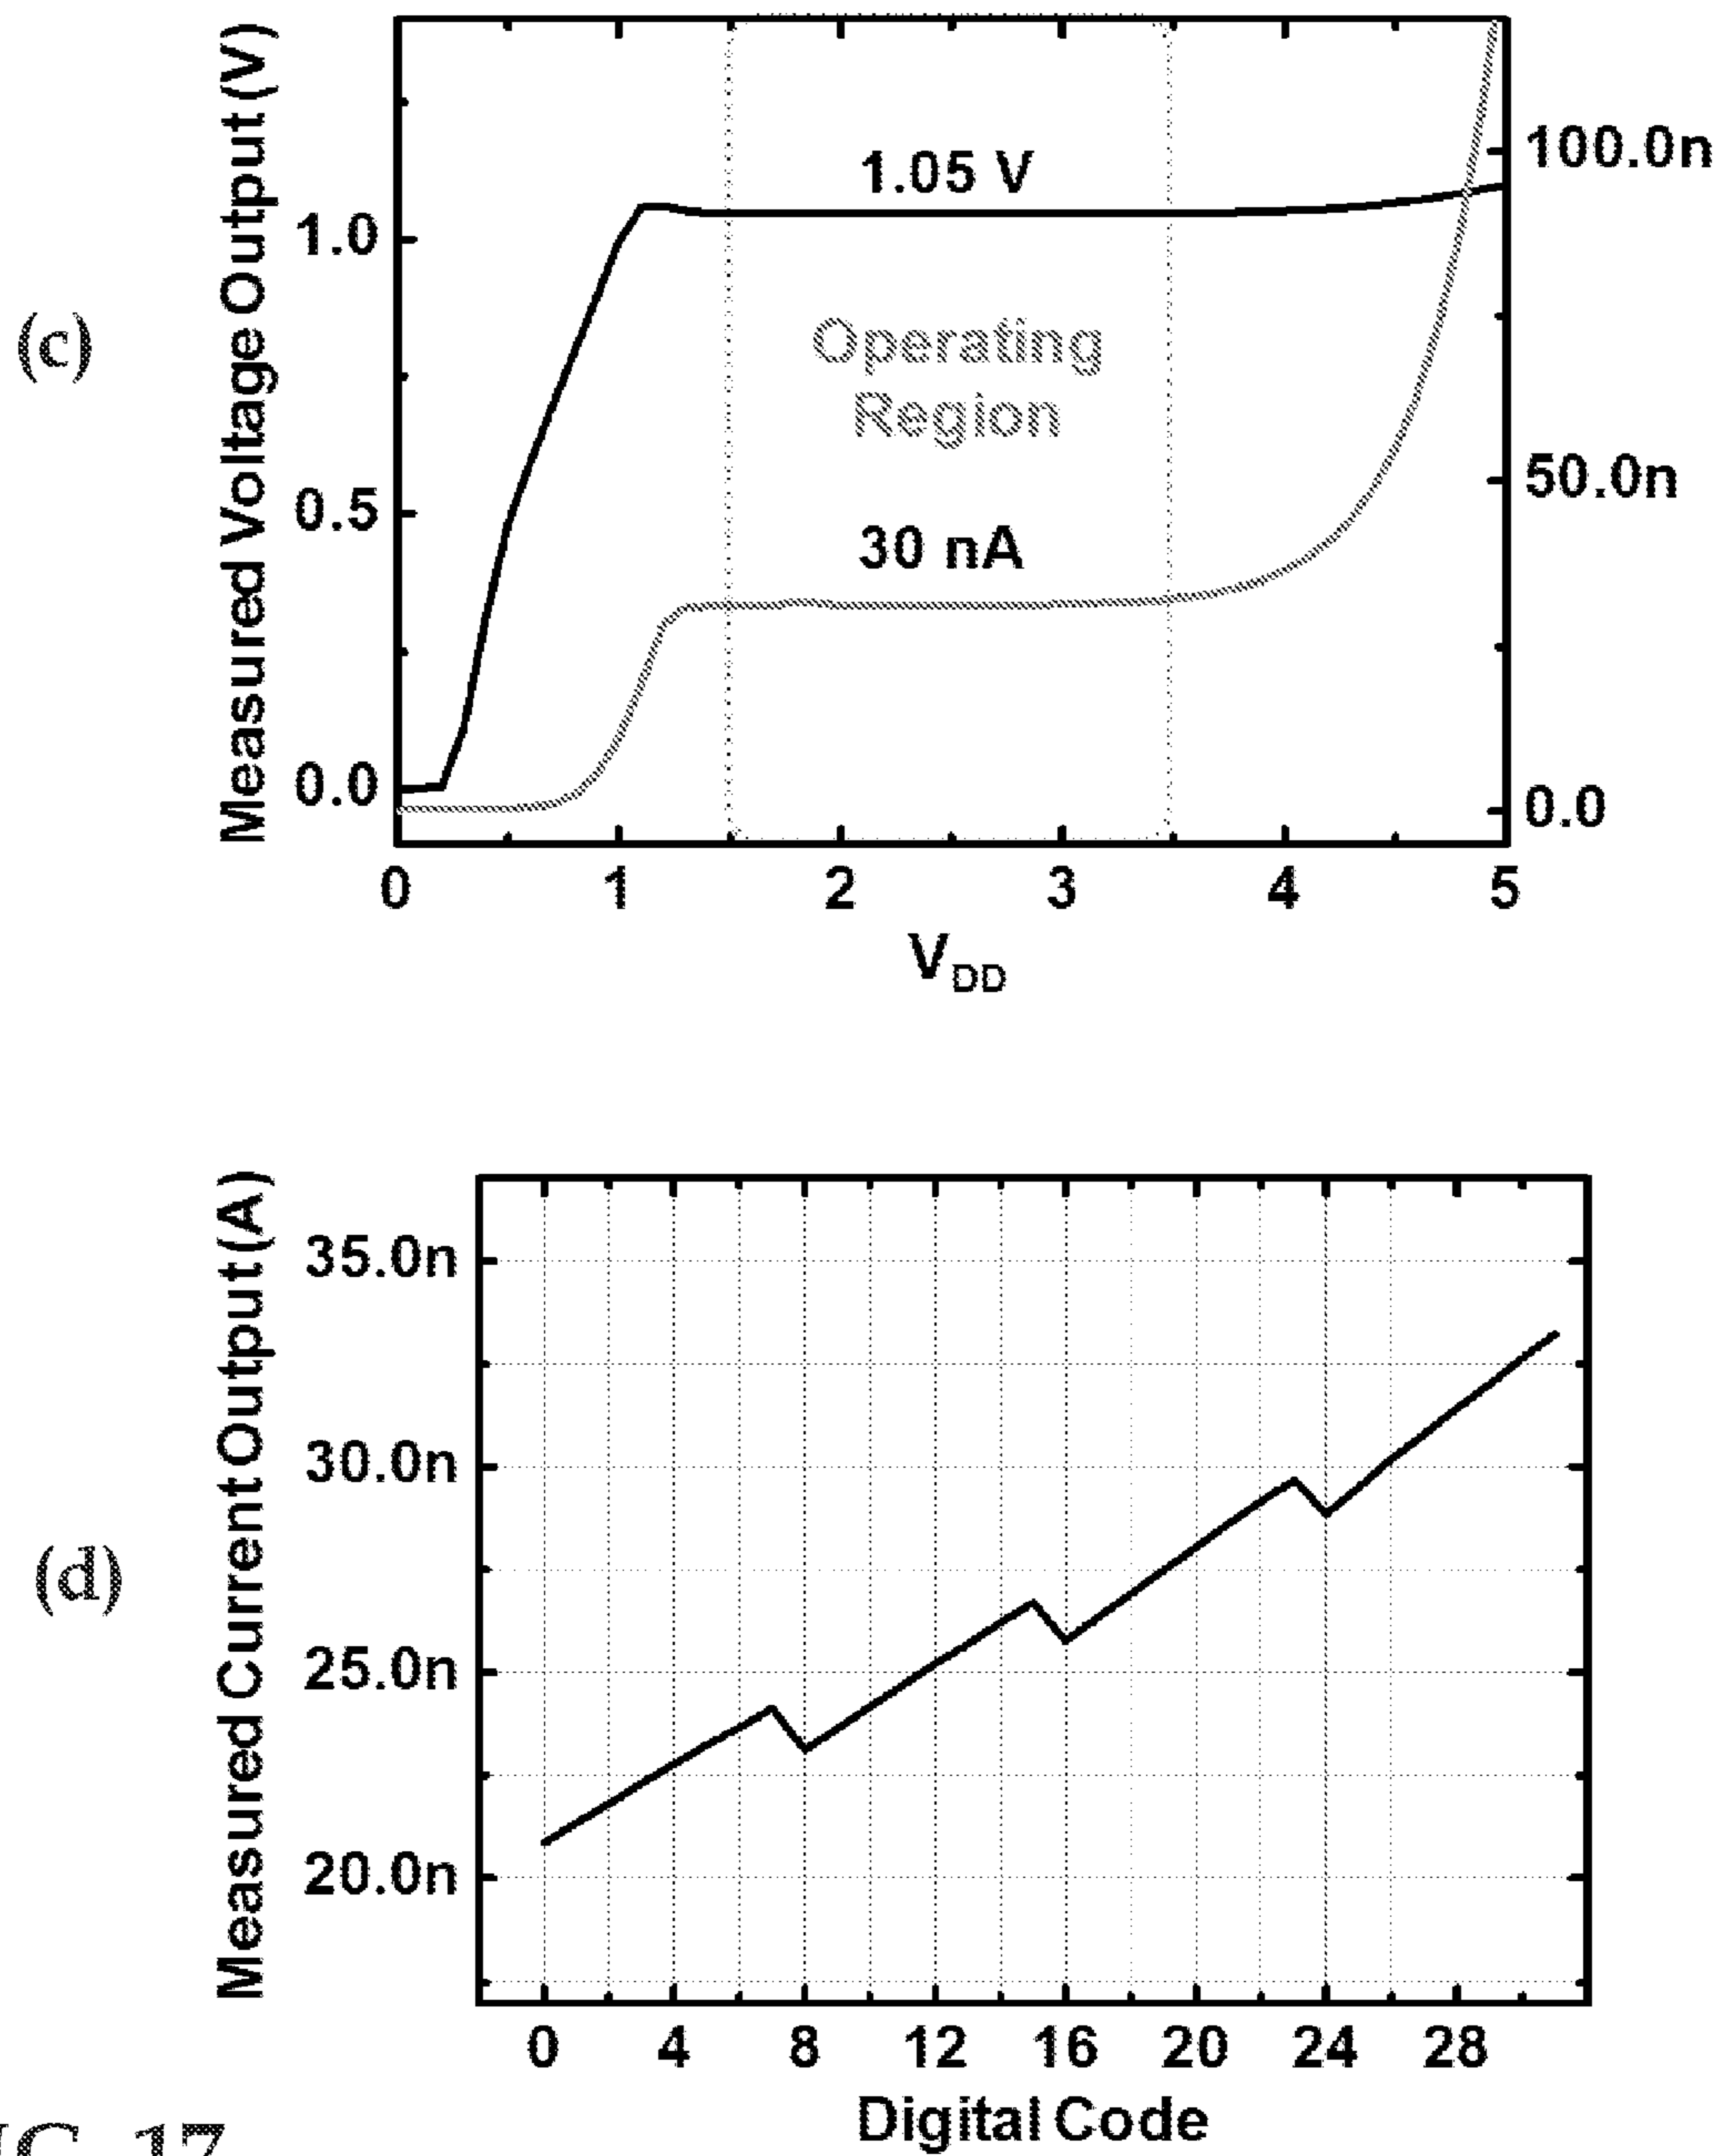 (c)
Measured Voltage Output (V)
1.0
0.5
0.0
1.05 V
Operating
Region
30 nA
100.0n
50.0n
0.0
0 1 2 3 4 5
VDD
(d)
Measured Current Output (A)
35.0n
30.0n
25.0n
20.0n
0 4 8 12 16 20 24 28
Digital Code
17